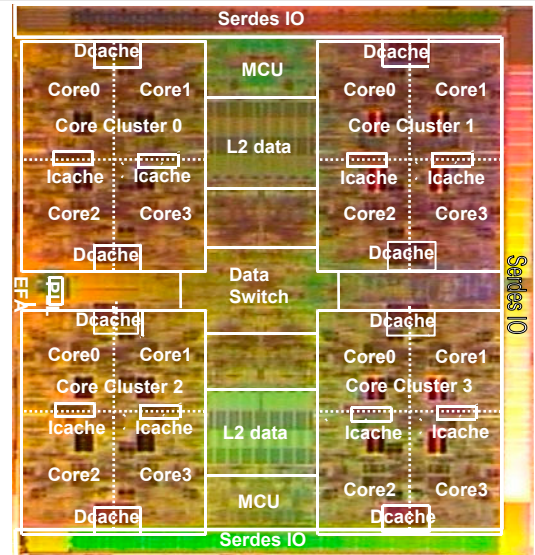 Serdes IO
Dcache
Core0
Core1
Core Cluster 0
Icache
Icache
Core2
Core3
Dcache
MCU
L2 data
Dcache
Core0
Core1
Core Cluster 1
Icache
Icache
Core2
Core3
Dcache
Serdes IO
EFA
PLL
Data
Switch
Dcache
Core0
Core1
Core Cluster 2
Icache
Icache
Core2
Core3
Dcache
L2 data
MCU
Dcache
Core0
Core1
Core Cluster 3
Icache
Icache
Core2
Core3
Dcache
Serdes IO